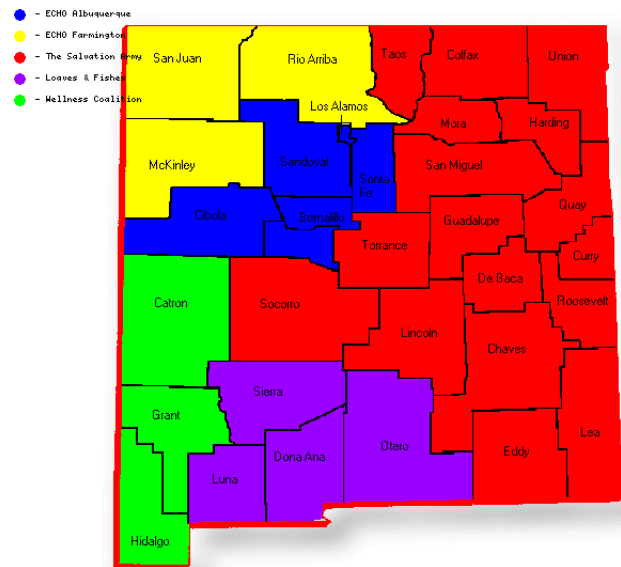 - ECHO Albuquerque
- ECHO Farmington
- The Salvation Army
- Loaves & Fishes
- Wellness Coalition
San Juan
Rio Arriba
Taos
Colfax
Union
Los Alamos
Mora
Harding
McKinley
Sandoval
Santa
Fe
San Miguel
Quay
Cibola
Bernalillo
Guadalupe
Torrance
Curry
De Baca
Catron
Socorro
Roosevelt
Lincoln
Chaves
Sierra
Grant
Otero
Lea
Luna
Dona Ana
Eddy
Hidalgo